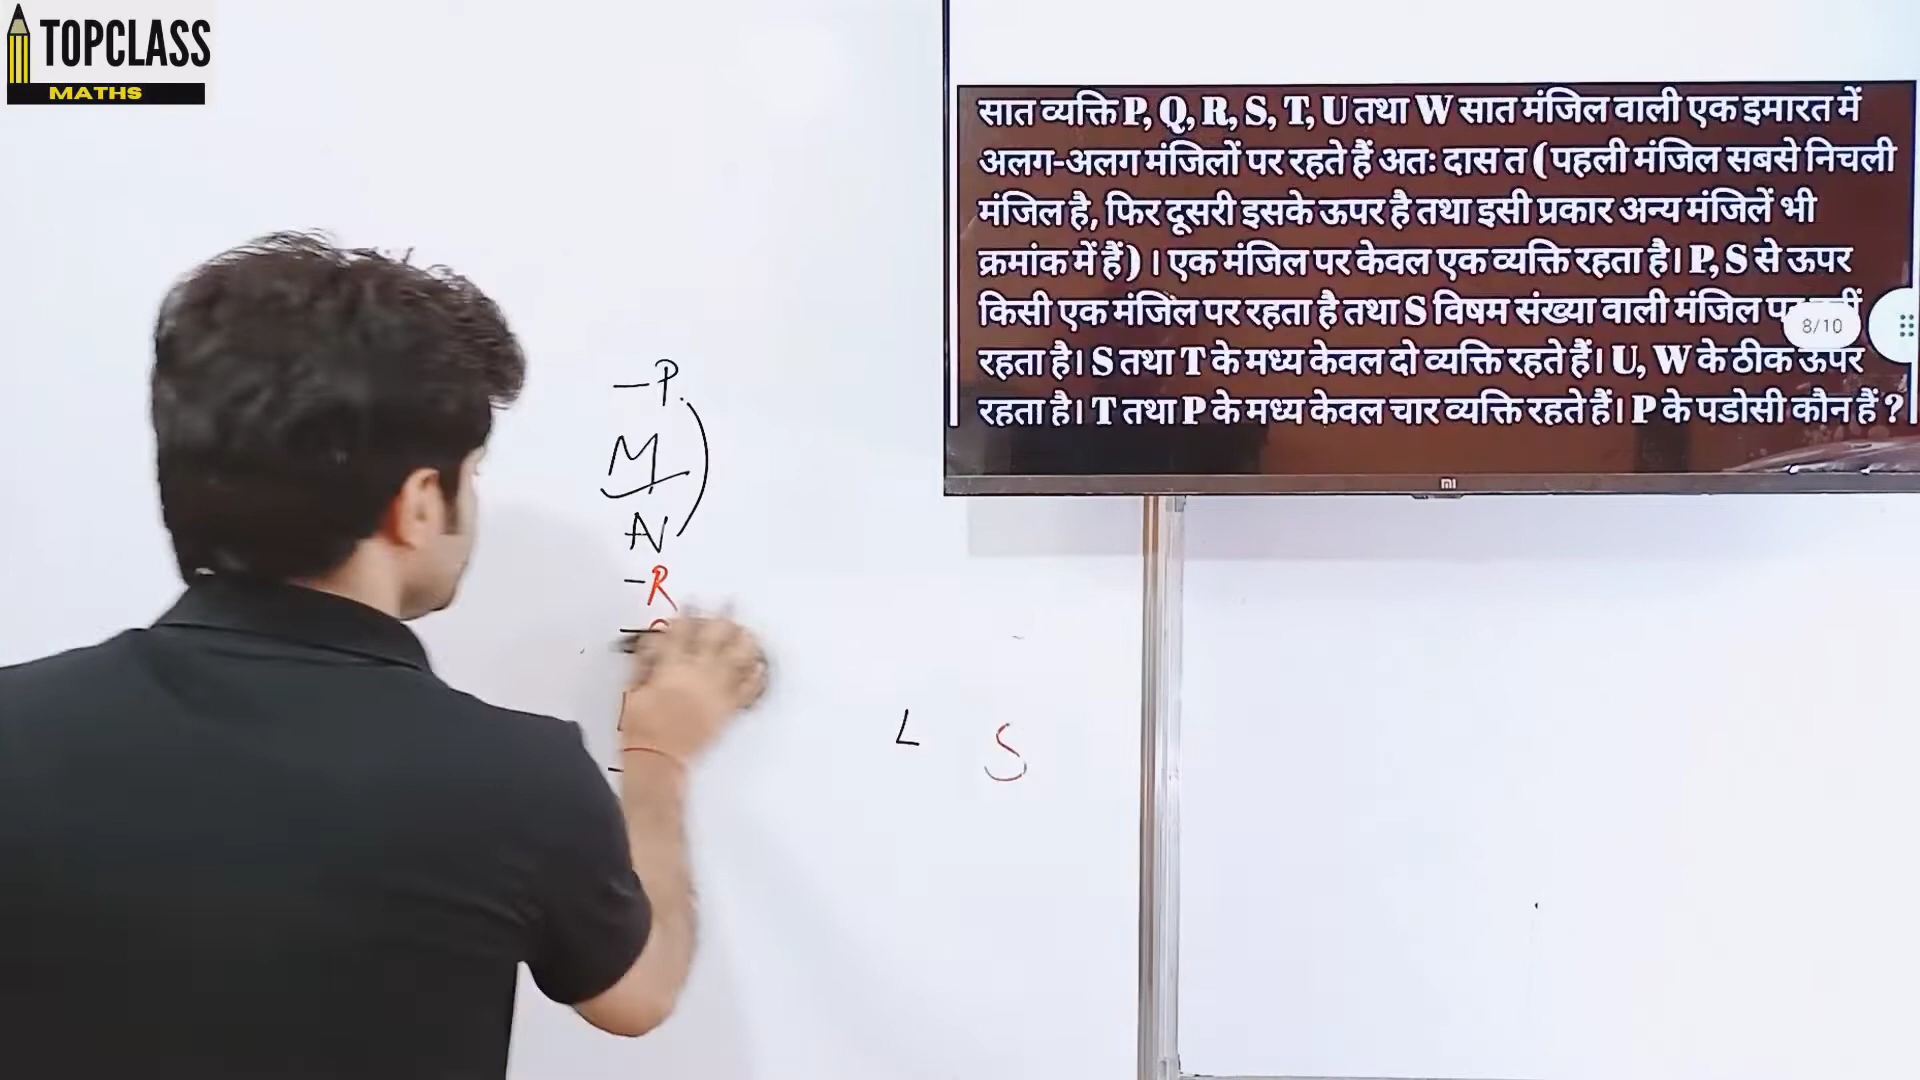 TOPCLASS
MATHS
सात व्यक्ति P, Q, R, S, T, U तथा W सात मंजिल वाली एक इमारत में
अलग-अलग मंजिलों पर रहते हैं अतः दास त ( पहली मंजिल सबसे निचली
मंजिल है, फिर दूसरी इसके ऊपर है तथा इसी प्रकार अन्य मंजिलें भी
क्रमांक में हैं ) । एक मंजिल पर केवल एक व्यक्ति रहता है। P, S से ऊपर
किसी एक मंजिल पर रहता है तथा S विषम संख्या वाली मंजिल
8/10
रहता है। S तथा T के मध्य केवल दो व्यक्ति रहते हैं। U, W के ठीक ऊपर
रहता है। T तथा P के मध्य केवल चार व्यक्ति रहते हैं। P के पडोसी कौन हैं ?
mi
– P.
M
N
– R
L S